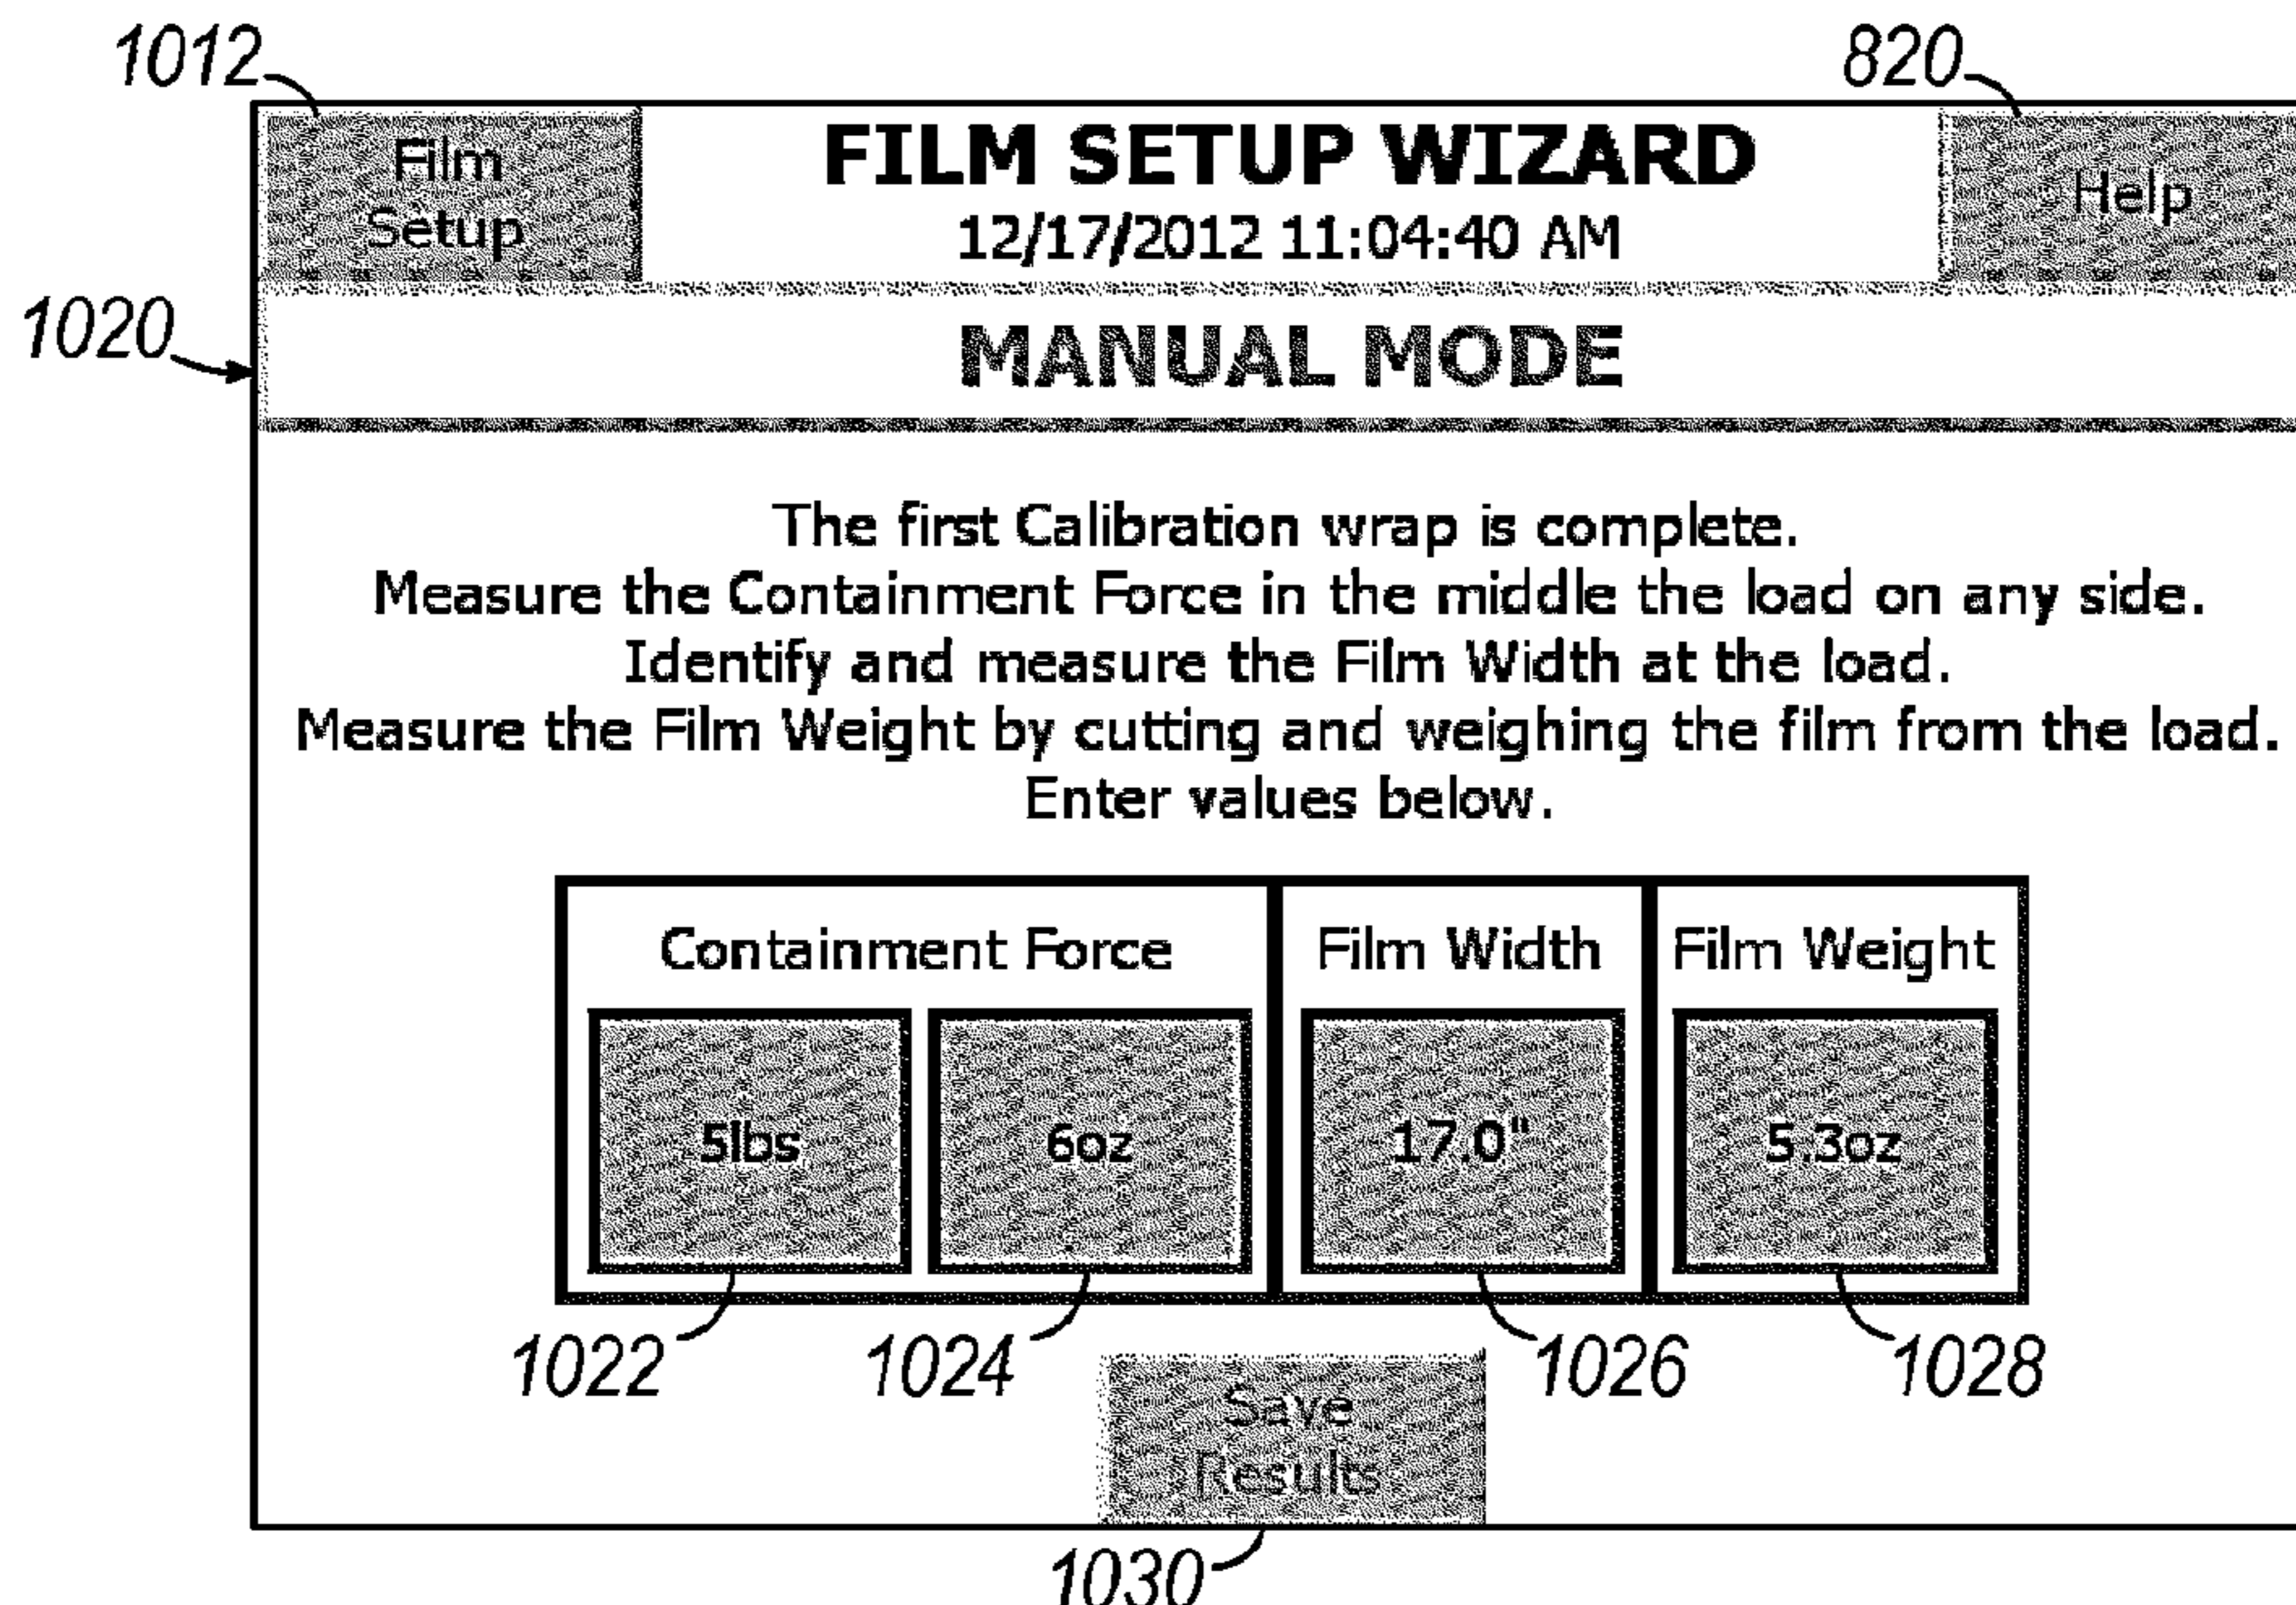 1012
820
Film
Setup
FILM SETUP WIZARD
12/17/2012 11:04:40 AM
Help
1020
MANUAL MODE
The first Calibration wrap is complete.
Measure the Containment Force in the middle the load on any side.
Identify and measure the Film Width at the load.
Measure the Film Weight by cutting and weighing the film from the load.
Enter values below.
Containment Force
Film Width
Film Weight
5lbs
6oz
17.0"
5.3oz
1022
1024
1026
1028
Save
Results
1030